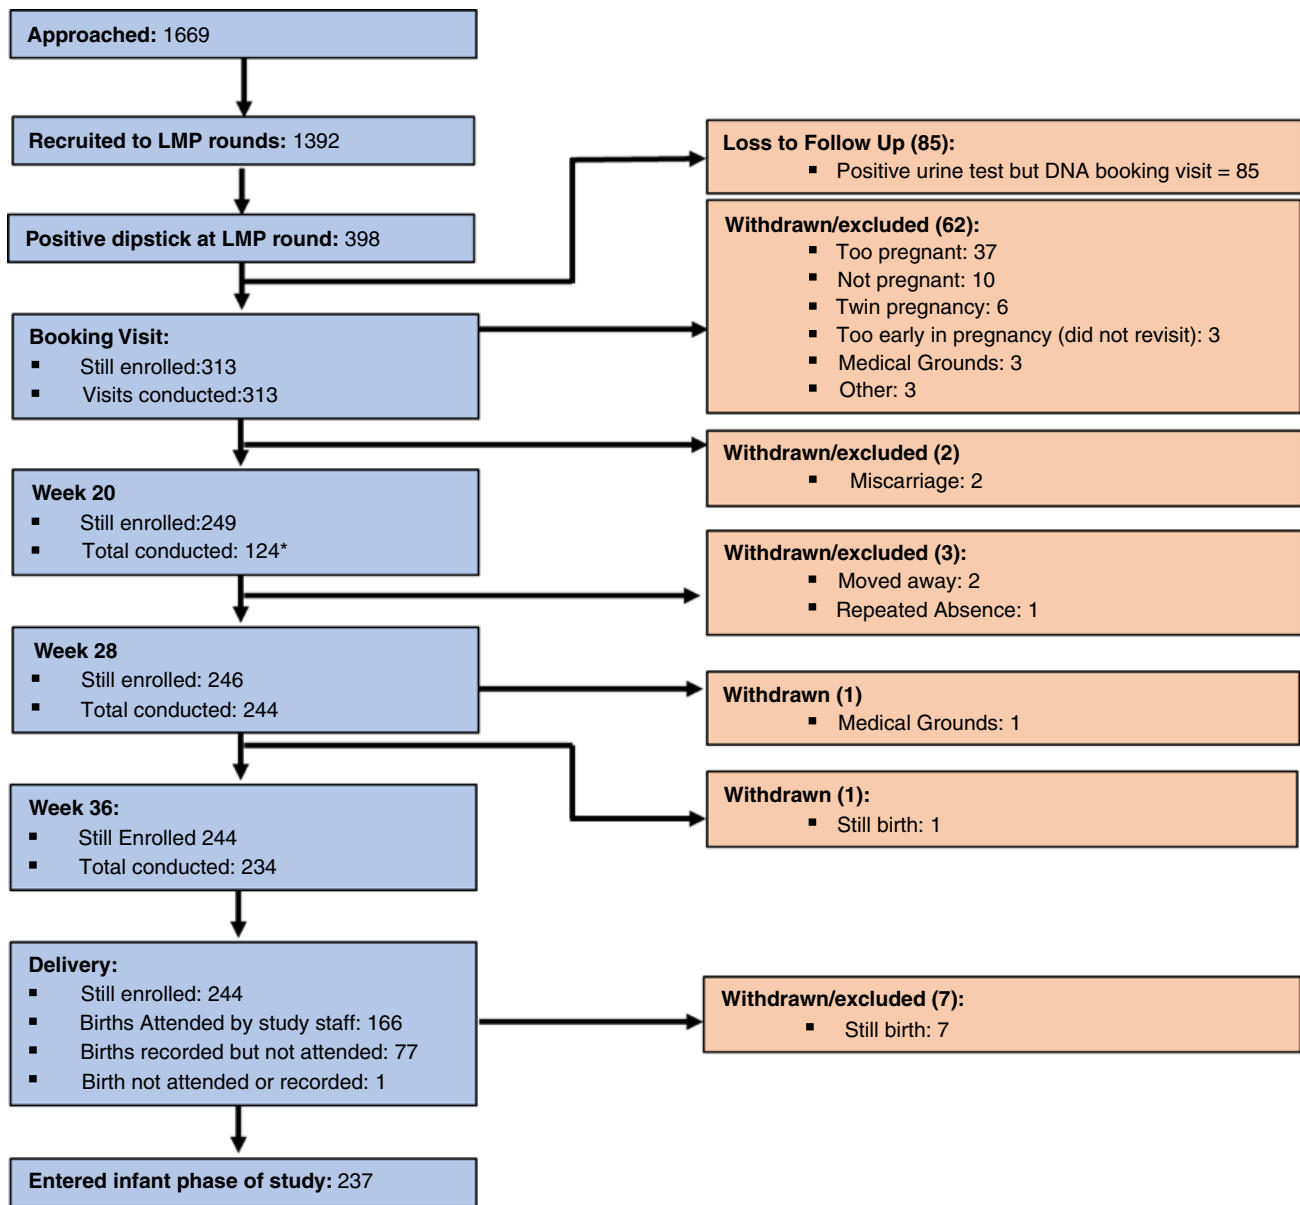 Approached: 1669
Recruited to LMP rounds: 1392
Loss to Follow Up (85):
▪ Positive urine test but DNA booking visit = 85
Positive dipstick at LMP round: 398
Withdrawn/excluded (62):
▪ Too pregnant: 37
▪ Not pregnant: 10
▪ Twin pregnancy: 6
▪ Too early in pregnancy (did not revisit): 3
▪ Medical Grounds: 3
▪ Other: 3
Booking Visit:
▪ Still enrolled:313
▪ Visits conducted:313
Withdrawn/excluded (2)
▪ Miscarriage: 2
Week 20
▪ Still enrolled:249
▪ Total conducted: 124*
Withdrawn/excluded (3):
▪ Moved away: 2
▪ Repeated Absence: 1
Week 28
▪ Still enrolled: 246
▪ Total conducted: 244
Withdrawn (1)
▪ Medical Grounds: 1
Withdrawn (1):
▪ Still birth: 1
Week 36:
▪ Still Enrolled 244
▪ Total conducted: 234
Delivery:
▪ Still enrolled: 244
▪ Births Attended by study staff: 166
▪ Births recorded but not attended: 77
▪ Birth not attended or recorded: 1
Withdrawn/excluded (7):
▪ Still birth: 7
Entered infant phase of study: 237